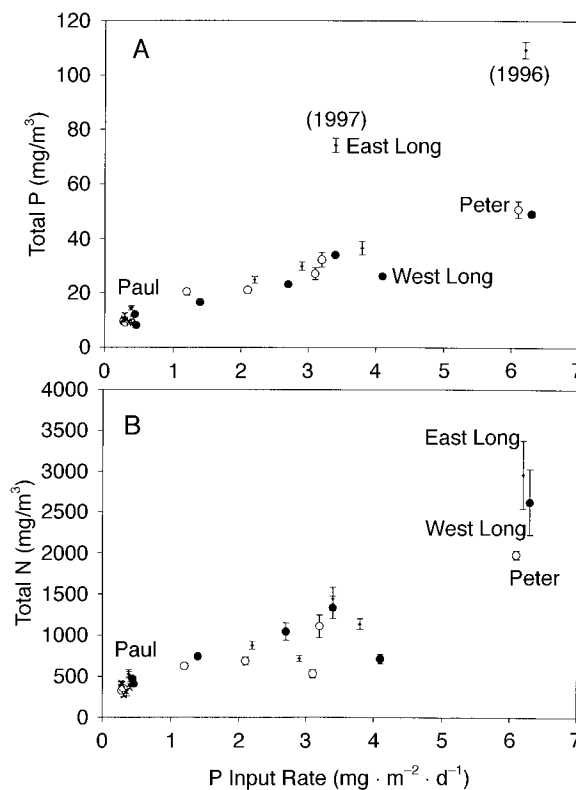 A
120
100
80
60
40
20
0
Total P (mg/m³)
(1996)
(1997)
East Long
Peter
West Long
Paul
0 1 2 3 4 5 6 7
B
4000
3500
3000
2500
2000
1500
1000
500
0
Total N (mg/m³)
East Long
West Long
Peter
Paul
0 1 2 3 4 5 6 7
P Input Rate (mg · m⁻² · d⁻¹)